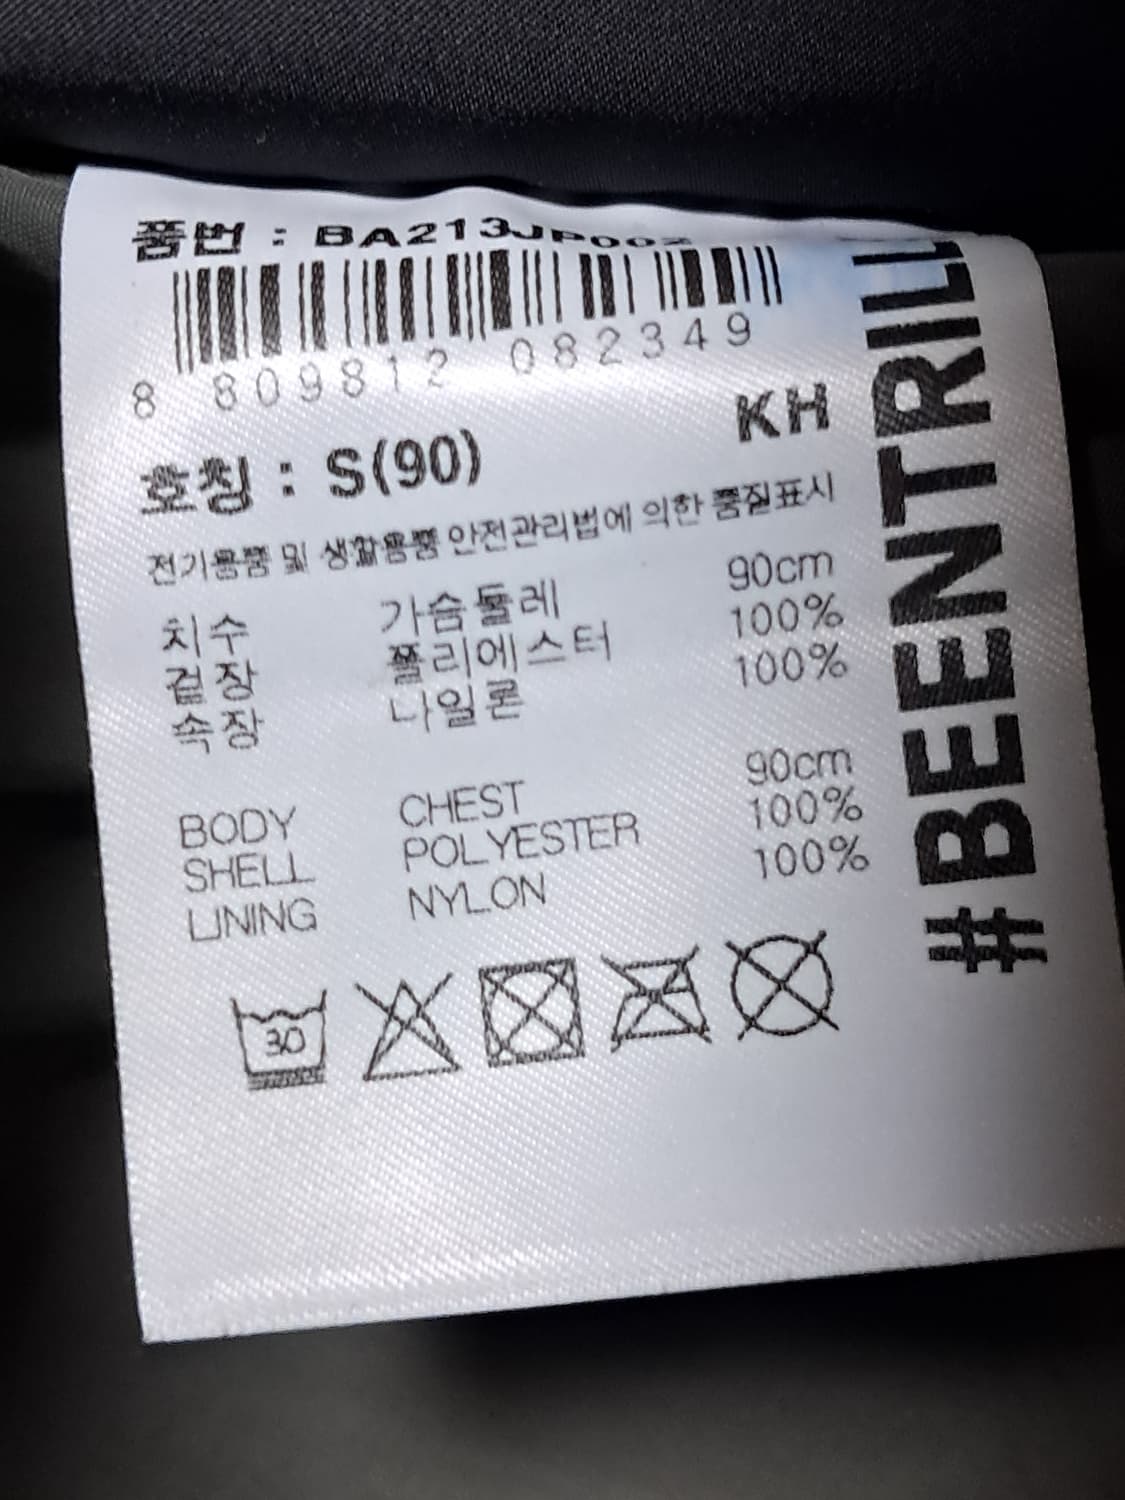 품번 : BA213JP002
8 809812 082349
KH
호칭 : S(90)
전기용품 및 생활용품 안전관리법에 의한 품질표시
치수 가슴둘레 90cm
겉장 폴리에스터 100%
속장 나일론 100%
BODY CHEST 90cm
SHELL POLYESTER 100%
LINING NYLON 100%
30
#BEENTRILL